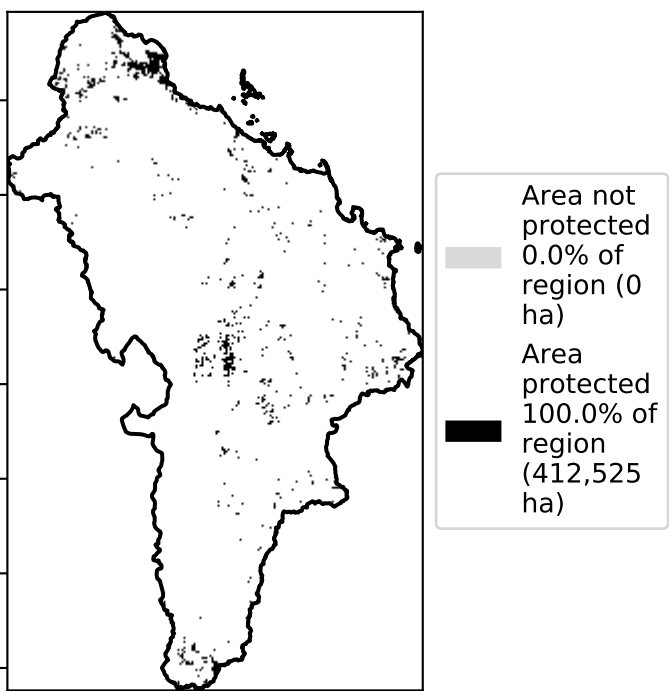 Area not
protected
0.0% of
region (0
ha)
Area
protected
100.0% of
region
(412,525
ha)